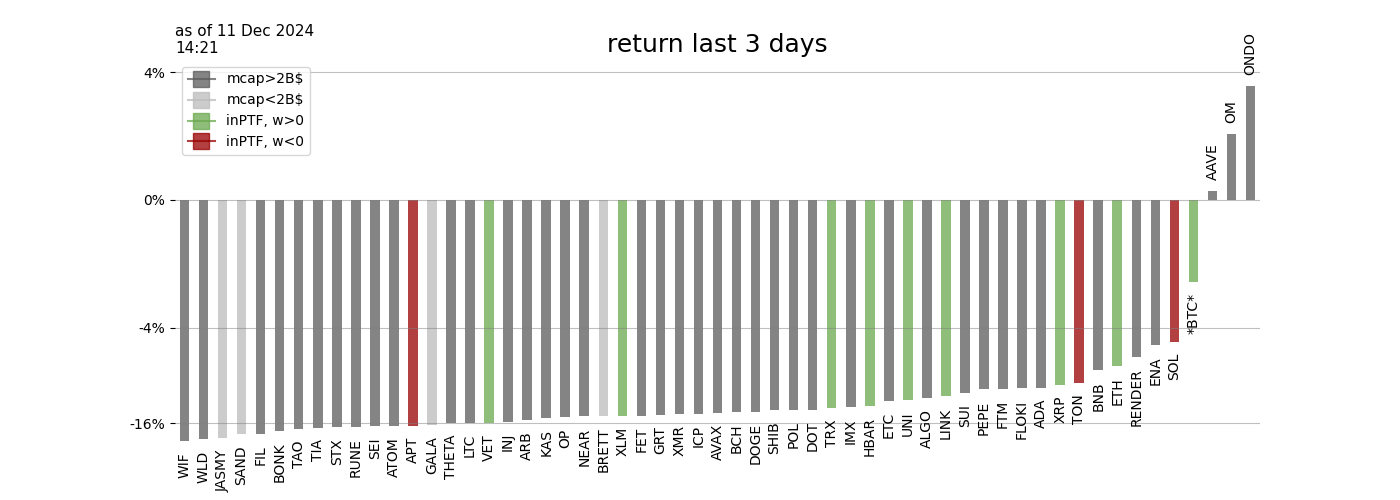 as of 11 Dec 2024
14:21
return last 3 days
mcap>2B$
mcap<2B$
inPTF, w>0
inPTF, w<0
4%
0%
-4%
-16%
WIF
WLD
JASMY
SAND
FIL
BONK
TAO
TIA
STX
RUNE
SEI
ATOM
APT
GALA
THETA
LTC
VET
INJ
ARB
KAS
OP
NEAR
BRETT
XLM
FET
GRT
XMR
ICP
AVAX
BCH
DOGE
SHIB
POL
DOT
TRX
IMX
HBAR
ETC
UNI
ALGO
LINK
SUI
PEPE
FTM
FLOKI
ADA
XRP
TON
BNB
ETH
RENDER
ENA
SOL
*BTC*
AAVE
OM
ONDO